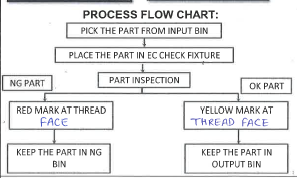 PROCESS FLOW CHART:
PICK THE PART FROM INPUT BIN
PLACE THE PART IN EC CHECK FIXTURE
NG PART
PART INSPECTION
OK PART
RED MARK AT THREAD
FACE
YELLOW MARK AT
THREAD FACE
KEEP THE PART IN NG
BIN
KEEP THE PART IN
OUTPUT BIN